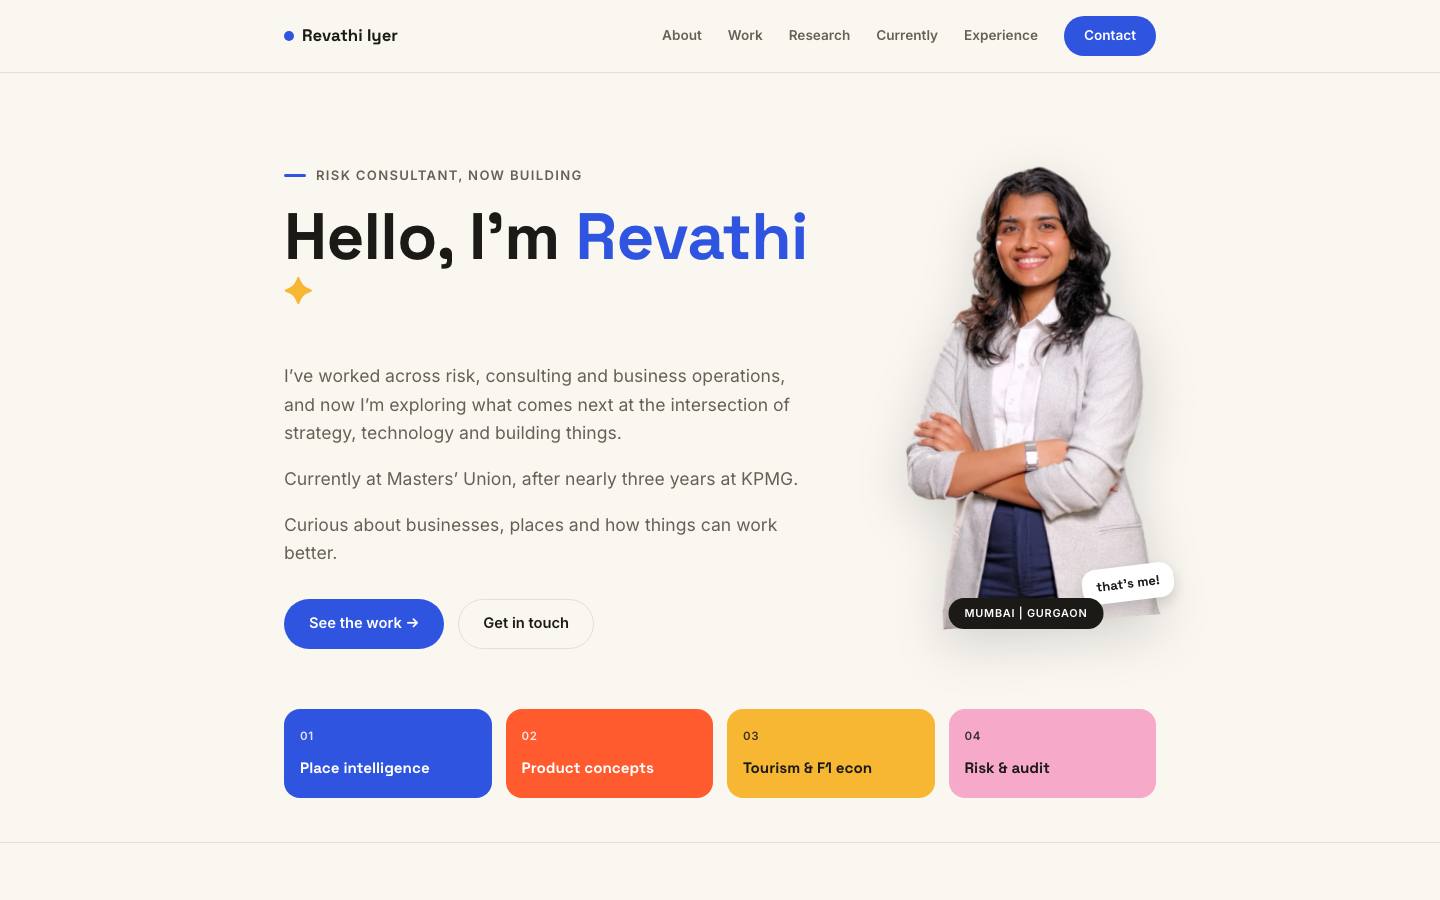 Revathi Iyer
About
Work
Research
Currently
Experience
Contact
RISK CONSULTANT, NOW BUILDING
Hello, I’m Revathi
I’ve worked across risk, consulting and business operations,
and now I’m exploring what comes next at the intersection of
strategy, technology and building things.
Currently at Masters’ Union, after nearly three years at KPMG.
Curious about businesses, places and how things can work
better.
See the work →
Get in touch
that’s me!
MUMBAI | GURGAON
01
Place intelligence
02
Product concepts
03
Tourism & F1 econ
04
Risk & audit